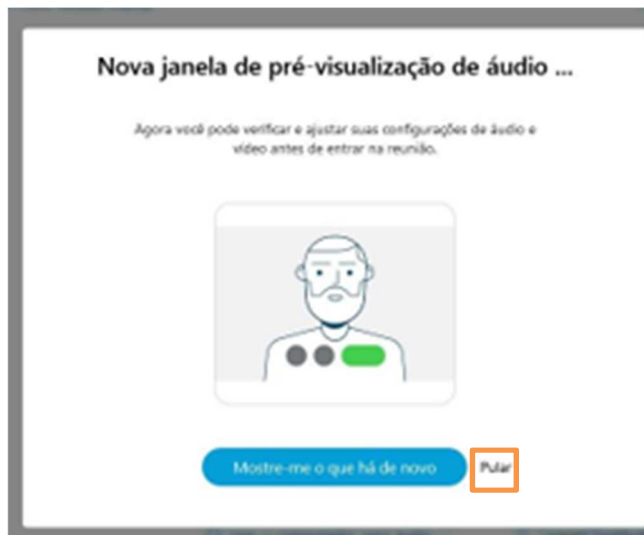 Nova janela de pré-visualização de áudio ...
Agora você pode verificar e ajustar suas configurações de áudio e
vídeo antes de entrar na reunião.
Mostre-me o que há de novo
Pular